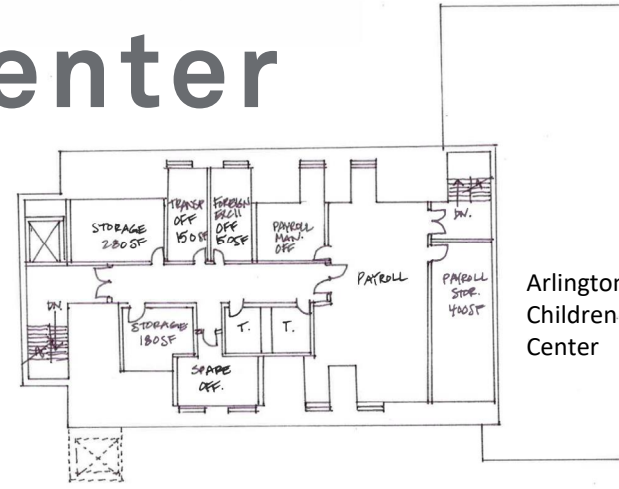 enter
STORAGE
280SF
TRANSP
OFF
150SF
FOREIGN
EXCH
OFF
150SF
PAYROLL
MAN.
OFF
PAYROLL
DN.
PAYROLL
STOR.
400SF
Arlington
Children
Center
DN.
STORAGE
180SF
T.
T.
SPARE
OFF.